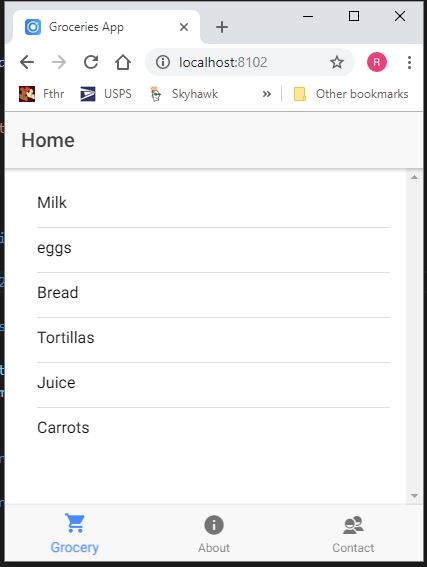 Groceries App
localhost:8102
R
Fthr USPS Skyhawk » Other bookmarks
Home
Milk
eggs
Bread
Tortillas
Juice
Carrots
Grocery About Contact